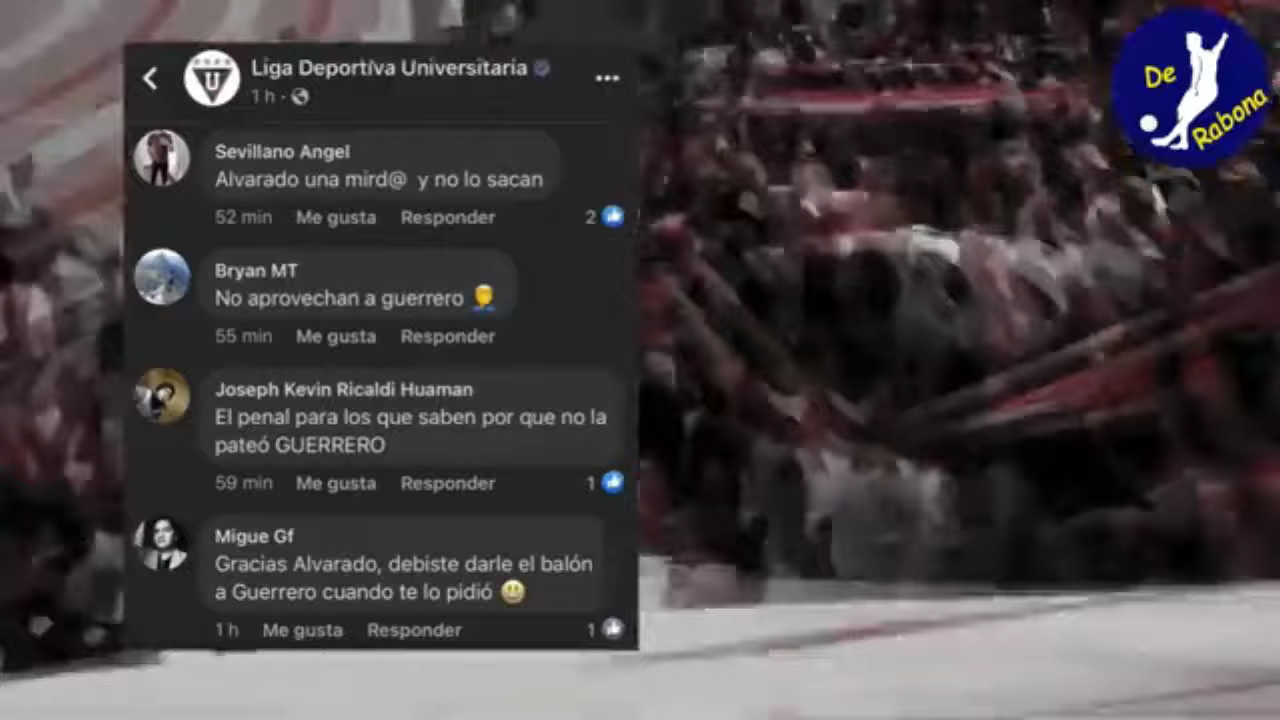 De
Rabona
U
Liga Deportíva Universitaria
1 h ·
Sevillano Angel
Alvarado una mird@ y no lo sacan
52 min Me gusta Responder 2
Bryan MT
No aprovechan a guerrero
55 min Me gusta Responder
Joseph Kevin Ricaldi Huaman
El penal para los que saben por que no la
pateó GUERRERO
59 min Me gusta Responder 1
Migue Gf
Gracias Alvarado, debiste darle el balón
a Guerrero cuando te lo pidió 😃
1 h Me gusta Responder 1